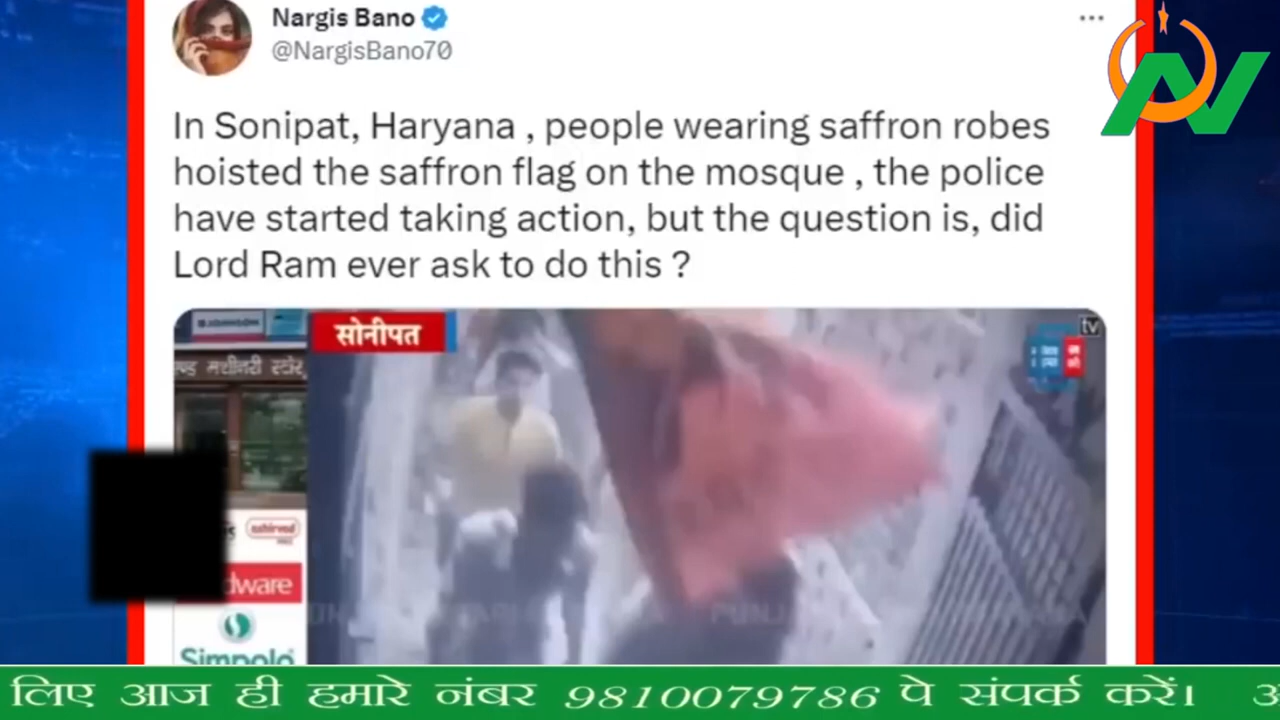 Nargis Bano
@NargisBano70
In Sonipat, Haryana , people wearing saffron robes
hoisted the saffron flag on the mosque , the police
have started taking action, but the question is, did
Lord Ram ever ask to do this ?
सोनीपत
tv
मशीनरी स्टोर
ashirvad
dware
Simpolo
लिए आज ही हमारे नंबर 9810079786 पे संपर्क करें।